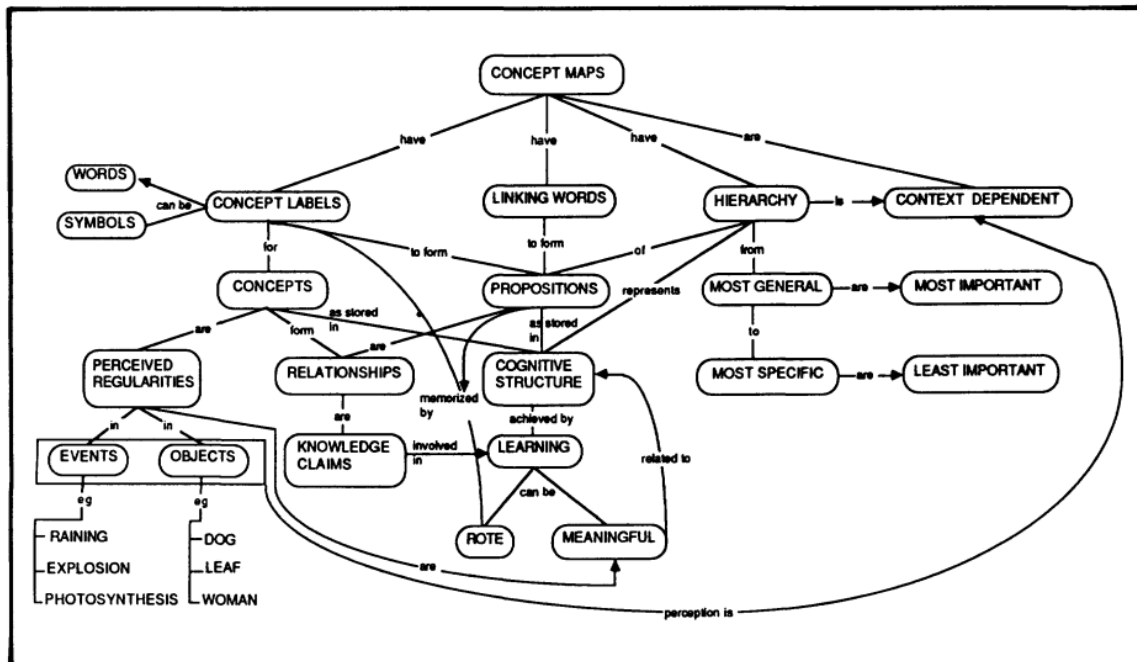 CONCEPT MAPS
have
have
have
are
WORDS
can be
SYMBOLS
CONCEPT LABELS
LINKING WORDS
HIERARCHY
is
CONTEXT DEPENDENT
for
to form
to form
of
from
CONCEPTS
PROPOSITIONS
represents
MOST GENERAL
are
MOST IMPORTANT
are
form
as stored
in
are
as stored
in
to
PERCEIVED
REGULARITIES
RELATIONSHIPS
COGNITIVE
STRUCTURE
MOST SPECIFIC
are
LEAST IMPORTANT
memorized
by
in
in
are
achieved by
EVENTS
OBJECTS
KNOWLEDGE
CLAIMS
involved
in
LEARNING
related to
eg
eg
can be
RAINING
DOG
ROTE
MEANINGFUL
EXPLOSION
LEAF
are
PHOTOSYNTHESIS
WOMAN
perception is